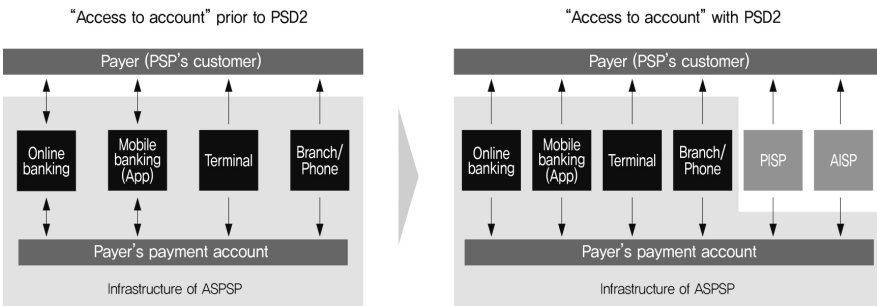 “Access to account” prior to PSD2
Payer (PSP’s customer)
Online
banking
Mobile
banking
(App)
Terminal
Branch/
Phone
Payer’s payment account
Infrastructure of ASPSP
“Access to account” with PSD2
Payer (PSP’s customer)
Online
banking
Mobile
banking
(App)
Terminal
Branch/
Phone
PISP
AISP
Payer’s payment account
Infrastructure of ASPSP